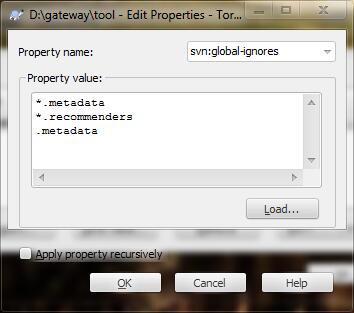 D:\gateway\tool - Edit Properties - Tor...
Property name:
svn:global-ignores
Property value:
*.metadata
*.recommenders
.metadata
Load...
Apply property recursively
OK
Cancel
Help